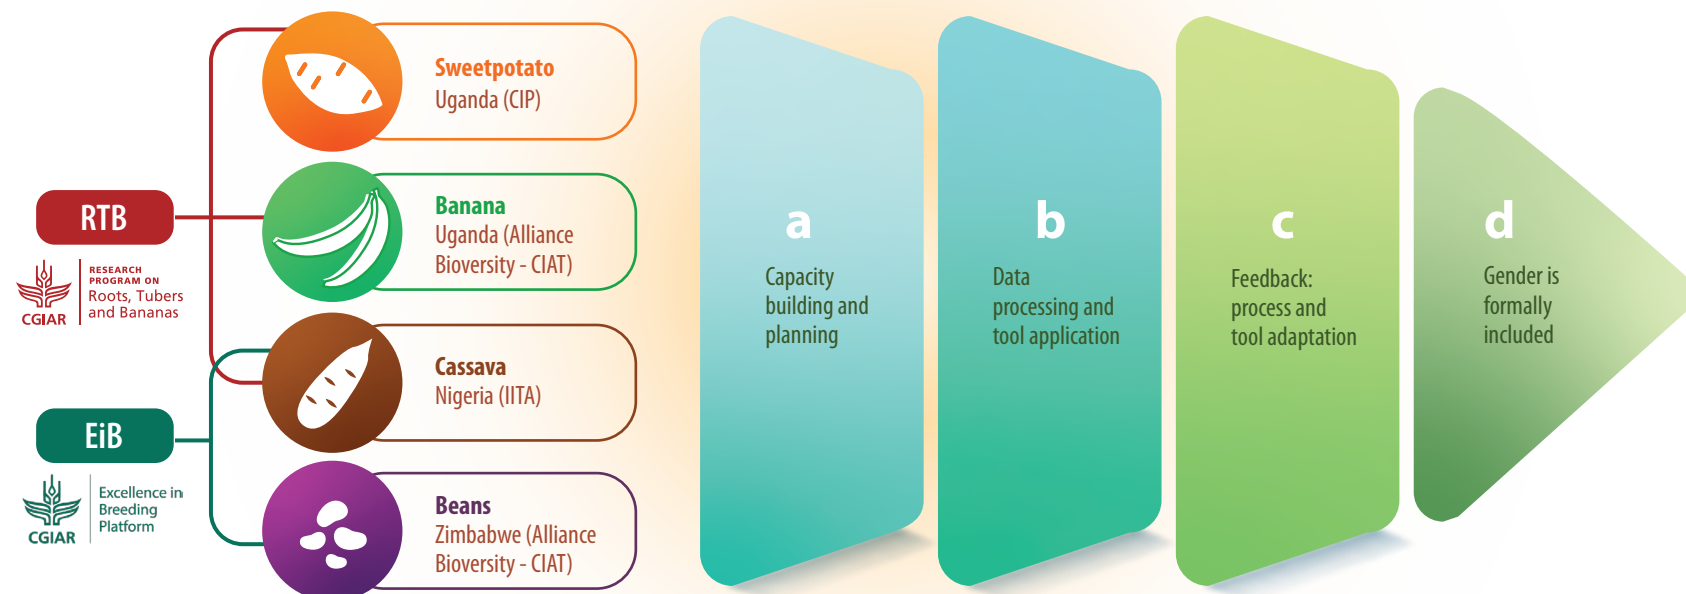 RTB
CGIAR
RESEARCH
PROGRAM ON
Roots, Tubers
and Bananas
EiB
CGIAR
Excellence in
Breeding
Platform
Sweetpotato
Uganda (CIP)
Banana
Uganda (Alliance
Bioversity - CIAT)
Cassava
Nigeria (IITA)
Beans
Zimbabwe (Alliance
Bioversity - CIAT)
a
Capacity
building and
planning
b
Data
processing and
tool application
c
Feedback:
process and
tool adaptation
d
Gender is
formally
included